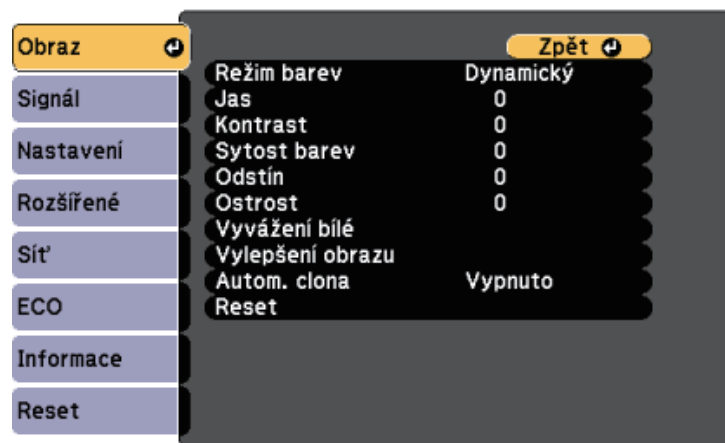 Obraz
Signál
Nastavení
Rozšířené
Síť
ECO
Informace
Reset
Zpět
Režim barev Dynamický
Jas 0
Kontrast 0
Sytost barev 0
Odstín 0
Ostrost 0
Vyvážení bílé
Vylepšení obrazu
Autom. clona Vypnuto
Reset